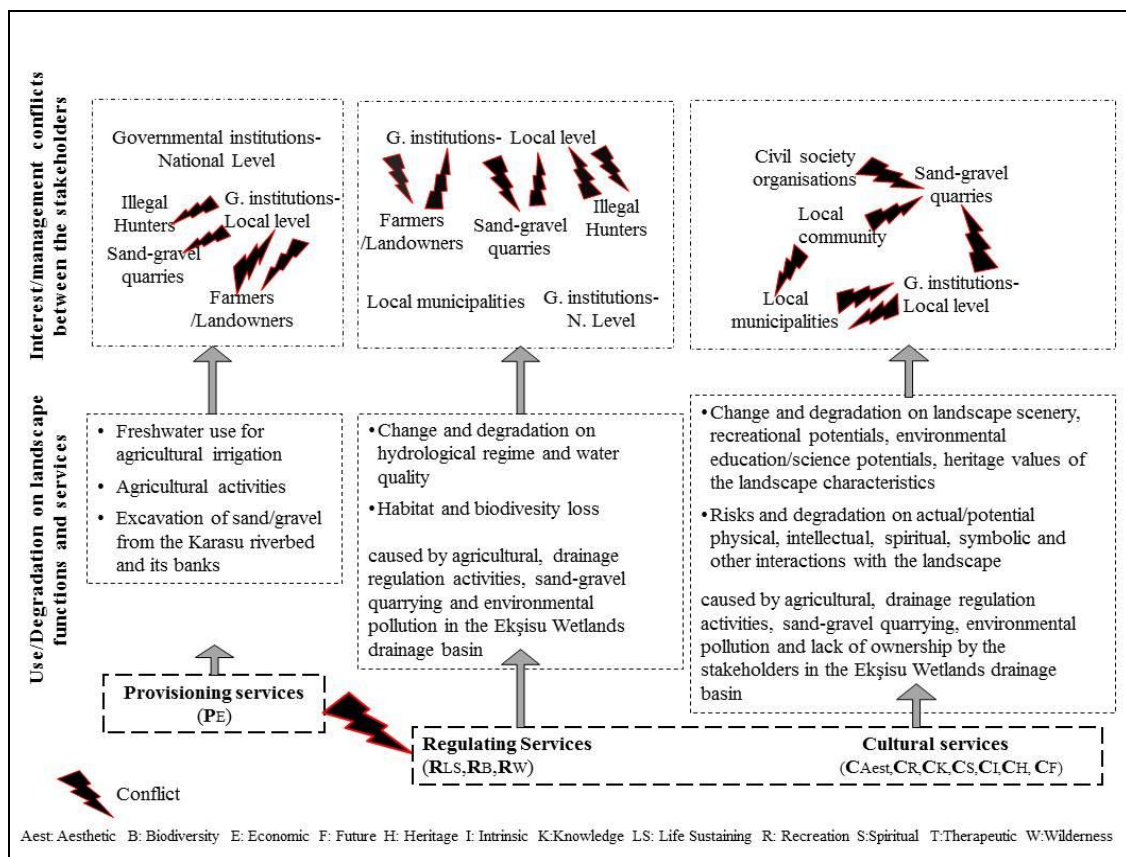 Interest/management conflicts
between the stakeholders
Governmental institutions-
National Level
Illegal
Hunters
G. institutions-
Local level
Sand-gravel
quarries
Farmers
/Landowners
G. institutions- Local level
Farmers
/Landowners
Sand-gravel
quarries
Illegal
Hunters
Local municipalities
G. institutions-
N. Level
Civil society
organisations
Sand-gravel
quarries
Local
community
Local
municipalities
G. institutions-
Local level
Use/Degradation on landscape
functions and services
• Freshwater use for
agricultural irrigation
• Agricultural activities
• Excavation of sand/gravel
from the Karasu riverbed
and its banks
•Change and degradation on
hydrological regime and water
quality
•Habitat and biodivesity loss
caused by agricultural, drainage
regulation activities, sand-gravel
quarrying and environmental
pollution in the Ekşisu Wetlands
drainage basin
•Change and degradation on landscape scenery,
recreational potentials, environmental
education/science potentials, heritage values of
the landscape characteristics
•Risks and degradation on actual/potential
physical, intellectual, spiritual, symbolic and
other interactions with the landscape
caused by agricultural, drainage regulation
activities, sand-gravel quarrying, environmental
pollution and lack of ownership by the
stakeholders in the Ekşisu Wetlands drainage
basin
Provisioning services
(PE)
Regulating Services
(RLS,RB,RW)
Cultural services
(CAest,CR,CK,CS,CI,CH, CF)
Conflict
Aest: Aesthetic B: Biodiversity E: Economic F: Future H: Heritage I: Intrinsic K:Knowledge LS: Life Sustaining R: Recreation S:Spiritual T:Therapeutic W:Wilderness